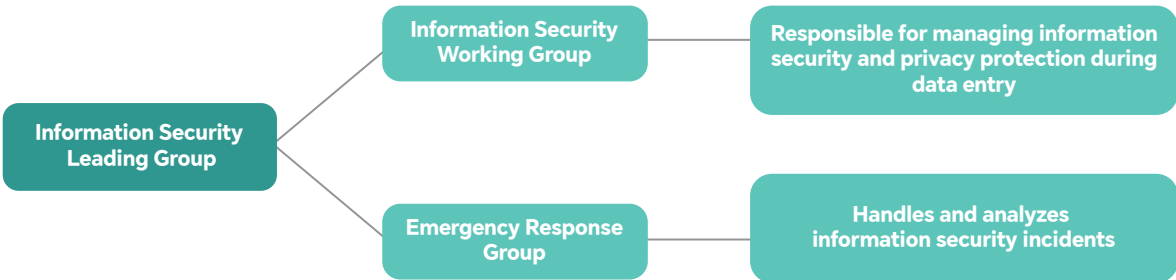 Information Security
Leading Group
Information Security
Working Group
Responsible for managing information
security and privacy protection during
data entry
Emergency Response
Group
Handles and analyzes
information security incidents